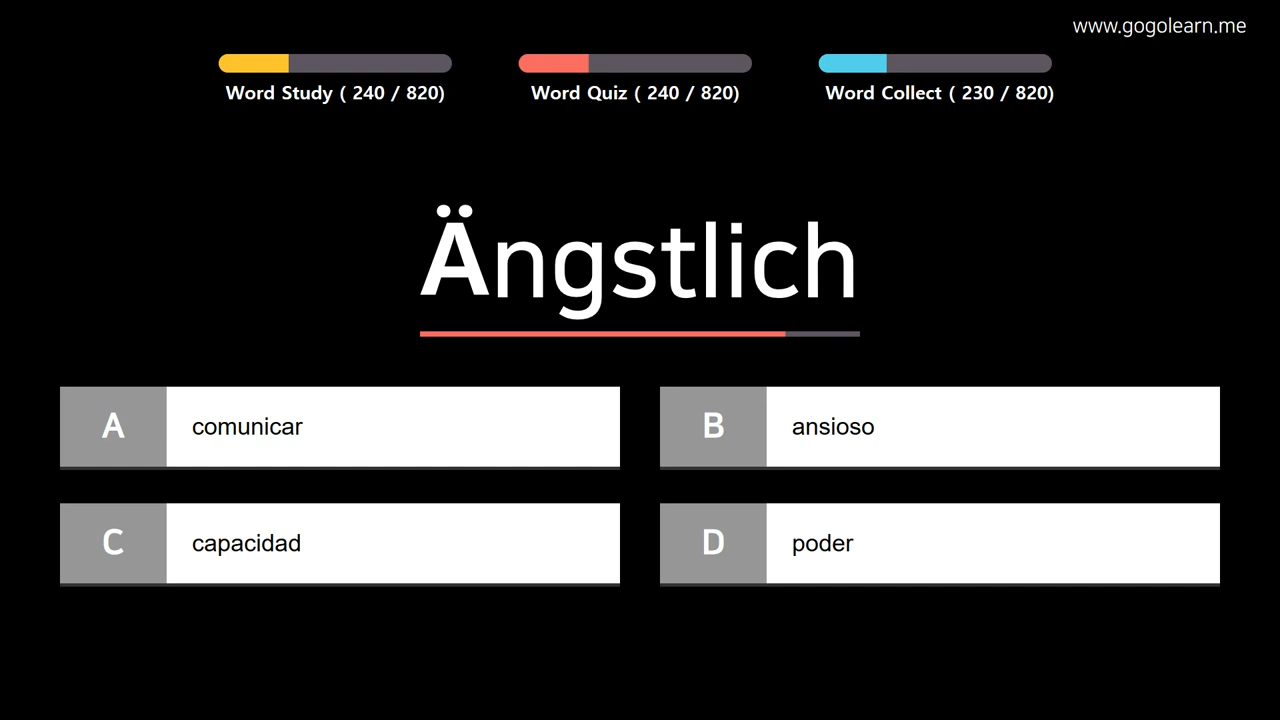 www.gogolearn.me
Word Study ( 240 / 820)
Word Quiz ( 240 / 820)
Word Collect ( 230 / 820)
Ängstlich
A
comunicar
B
ansioso
C
capacidad
D
poder